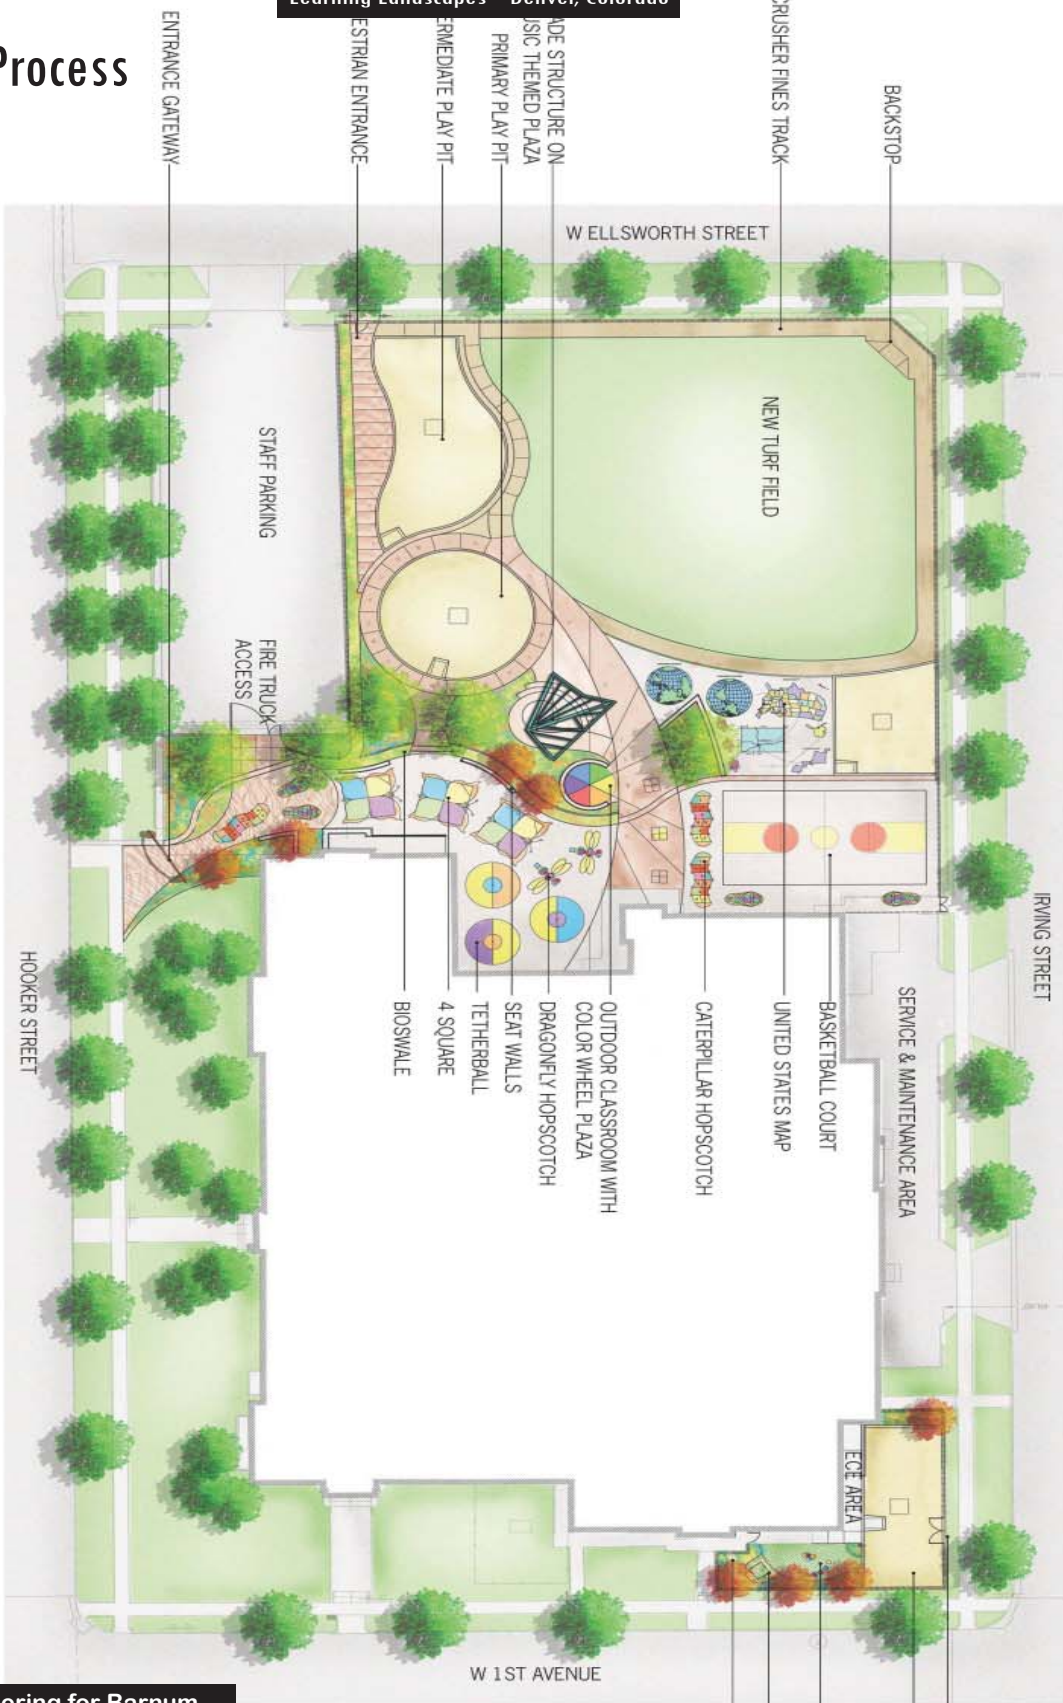 Learning Landscapes – Denver, Colorado
Process
ENTRANCE GATEWAY
ESTRIAN ENTRANCE
ERMEDIATE PLAY PIT
PRIMARY PLAY PIT
ADE STRUCTURE ON
USIC THEMED PLAZA
CRUSHER FINES TRACK
BACKSTOP
W ELLSWORTH STREET
NEW TURF FIELD
STAFF PARKING
FIRE TRUCK
ACCESS
IRVING STREET
HOOKER STREET
BIOSWALE
4 SQUARE
TETHERBALL
SEAT WALLS
DRAGONFLY HOPSCOTCH
OUTDOOR CLASSROOM WITH
COLOR WHEEL PLAZA
CATERPILLAR HOPSCOTCH
UNITED STATES MAP
BASKETBALL COURT
SERVICE & MAINTENANCE AREA
ECE AREA
W 1ST AVENUE
oring for Barnum